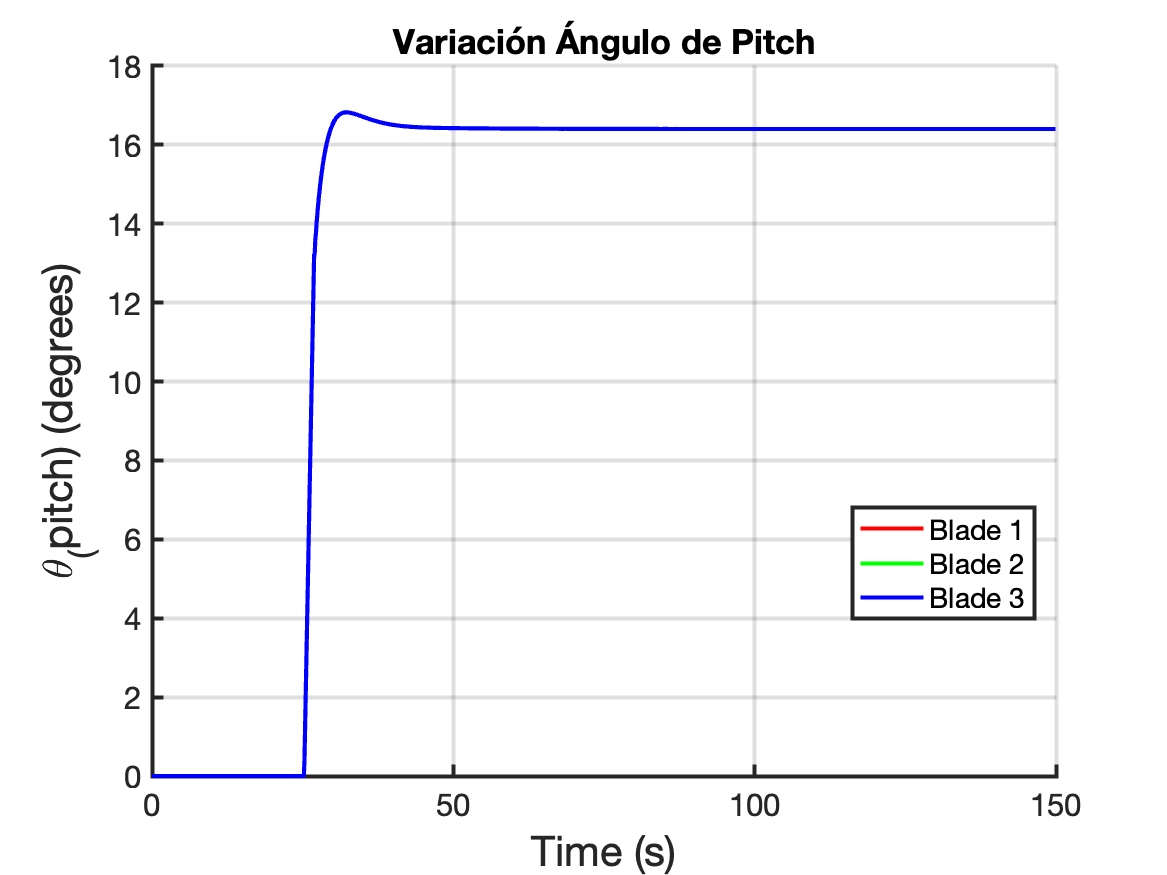 Variación Ángulo de Pitch
18
16
14
12
10
8
6
4
2
0
θ(pitch) (degrees)
0
50
100
150
Time (s)
Blade 1
Blade 2
Blade 3